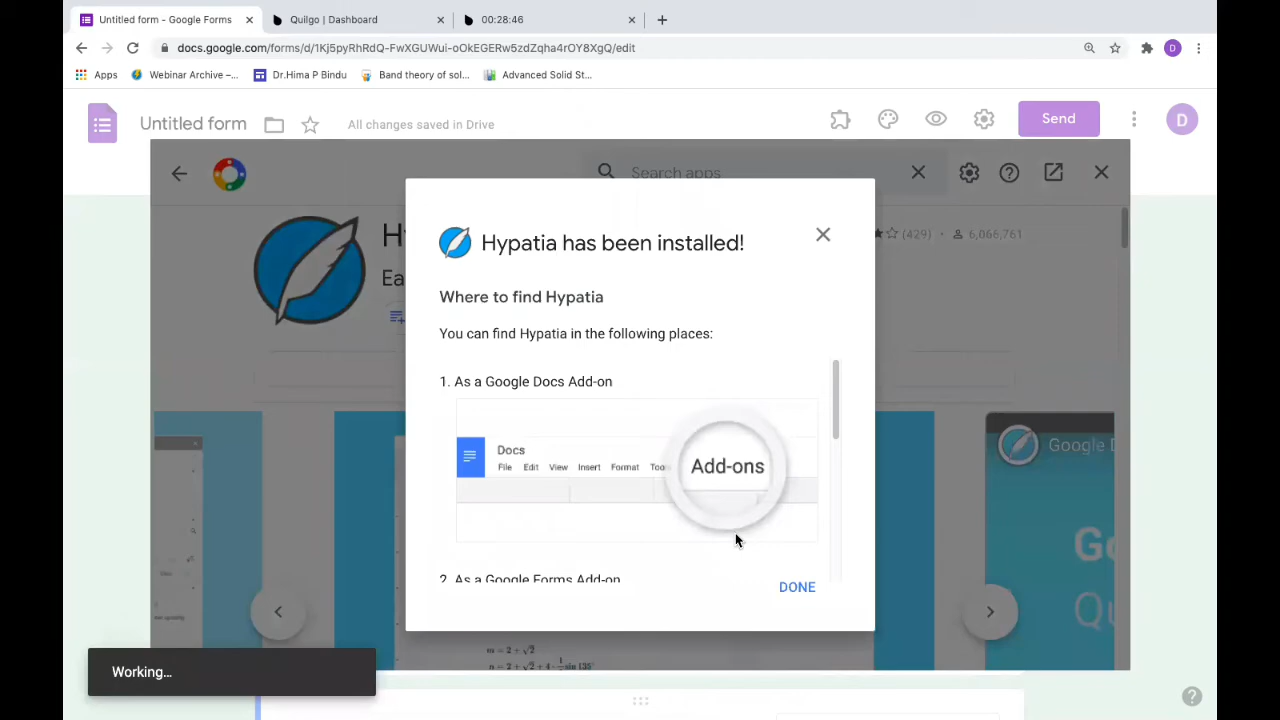 Untitled form - Google Forms
Quilgo | Dashboard
00:28:46
docs.google.com/forms/d/1Kj5pyRhRdQ-FwXGUWui-oOkEGERw5zdZqha4rOY8XgQ/edit
Apps
Webinar Archive –...
Dr.Hima P Bindu
Band theory of sol...
Advanced Solid St...
Untitled form
All changes saved in Drive
Send
D
Search apps
(429)
6,066,761
Hypatia has been installed!
Where to find Hypatia
You can find Hypatia in the following places:
1. As a Google Docs Add-on
Docs
File Edit View Insert Format Tools
Add-ons
2. As a Google Forms Add-on
DONE
Google D
Working...